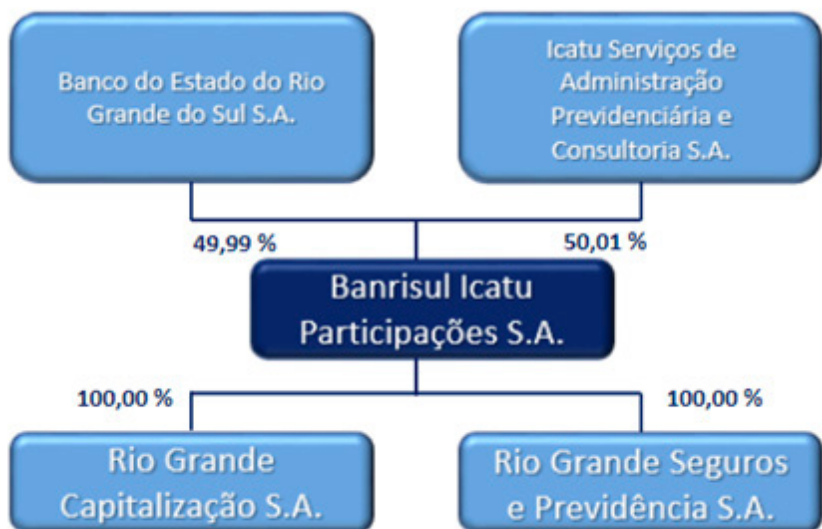 Banco do Estado do Rio
Grande do Sul S.A.
Icatu Serviços de
Administração
Previdenciária e
Consultoria S.A.
49,99 %
50,01 %
Banrisul Icatu
Participações S.A.
100,00 %
100,00 %
Rio Grande
Capitalização S.A.
Rio Grande Seguros
e Previdência S.A.